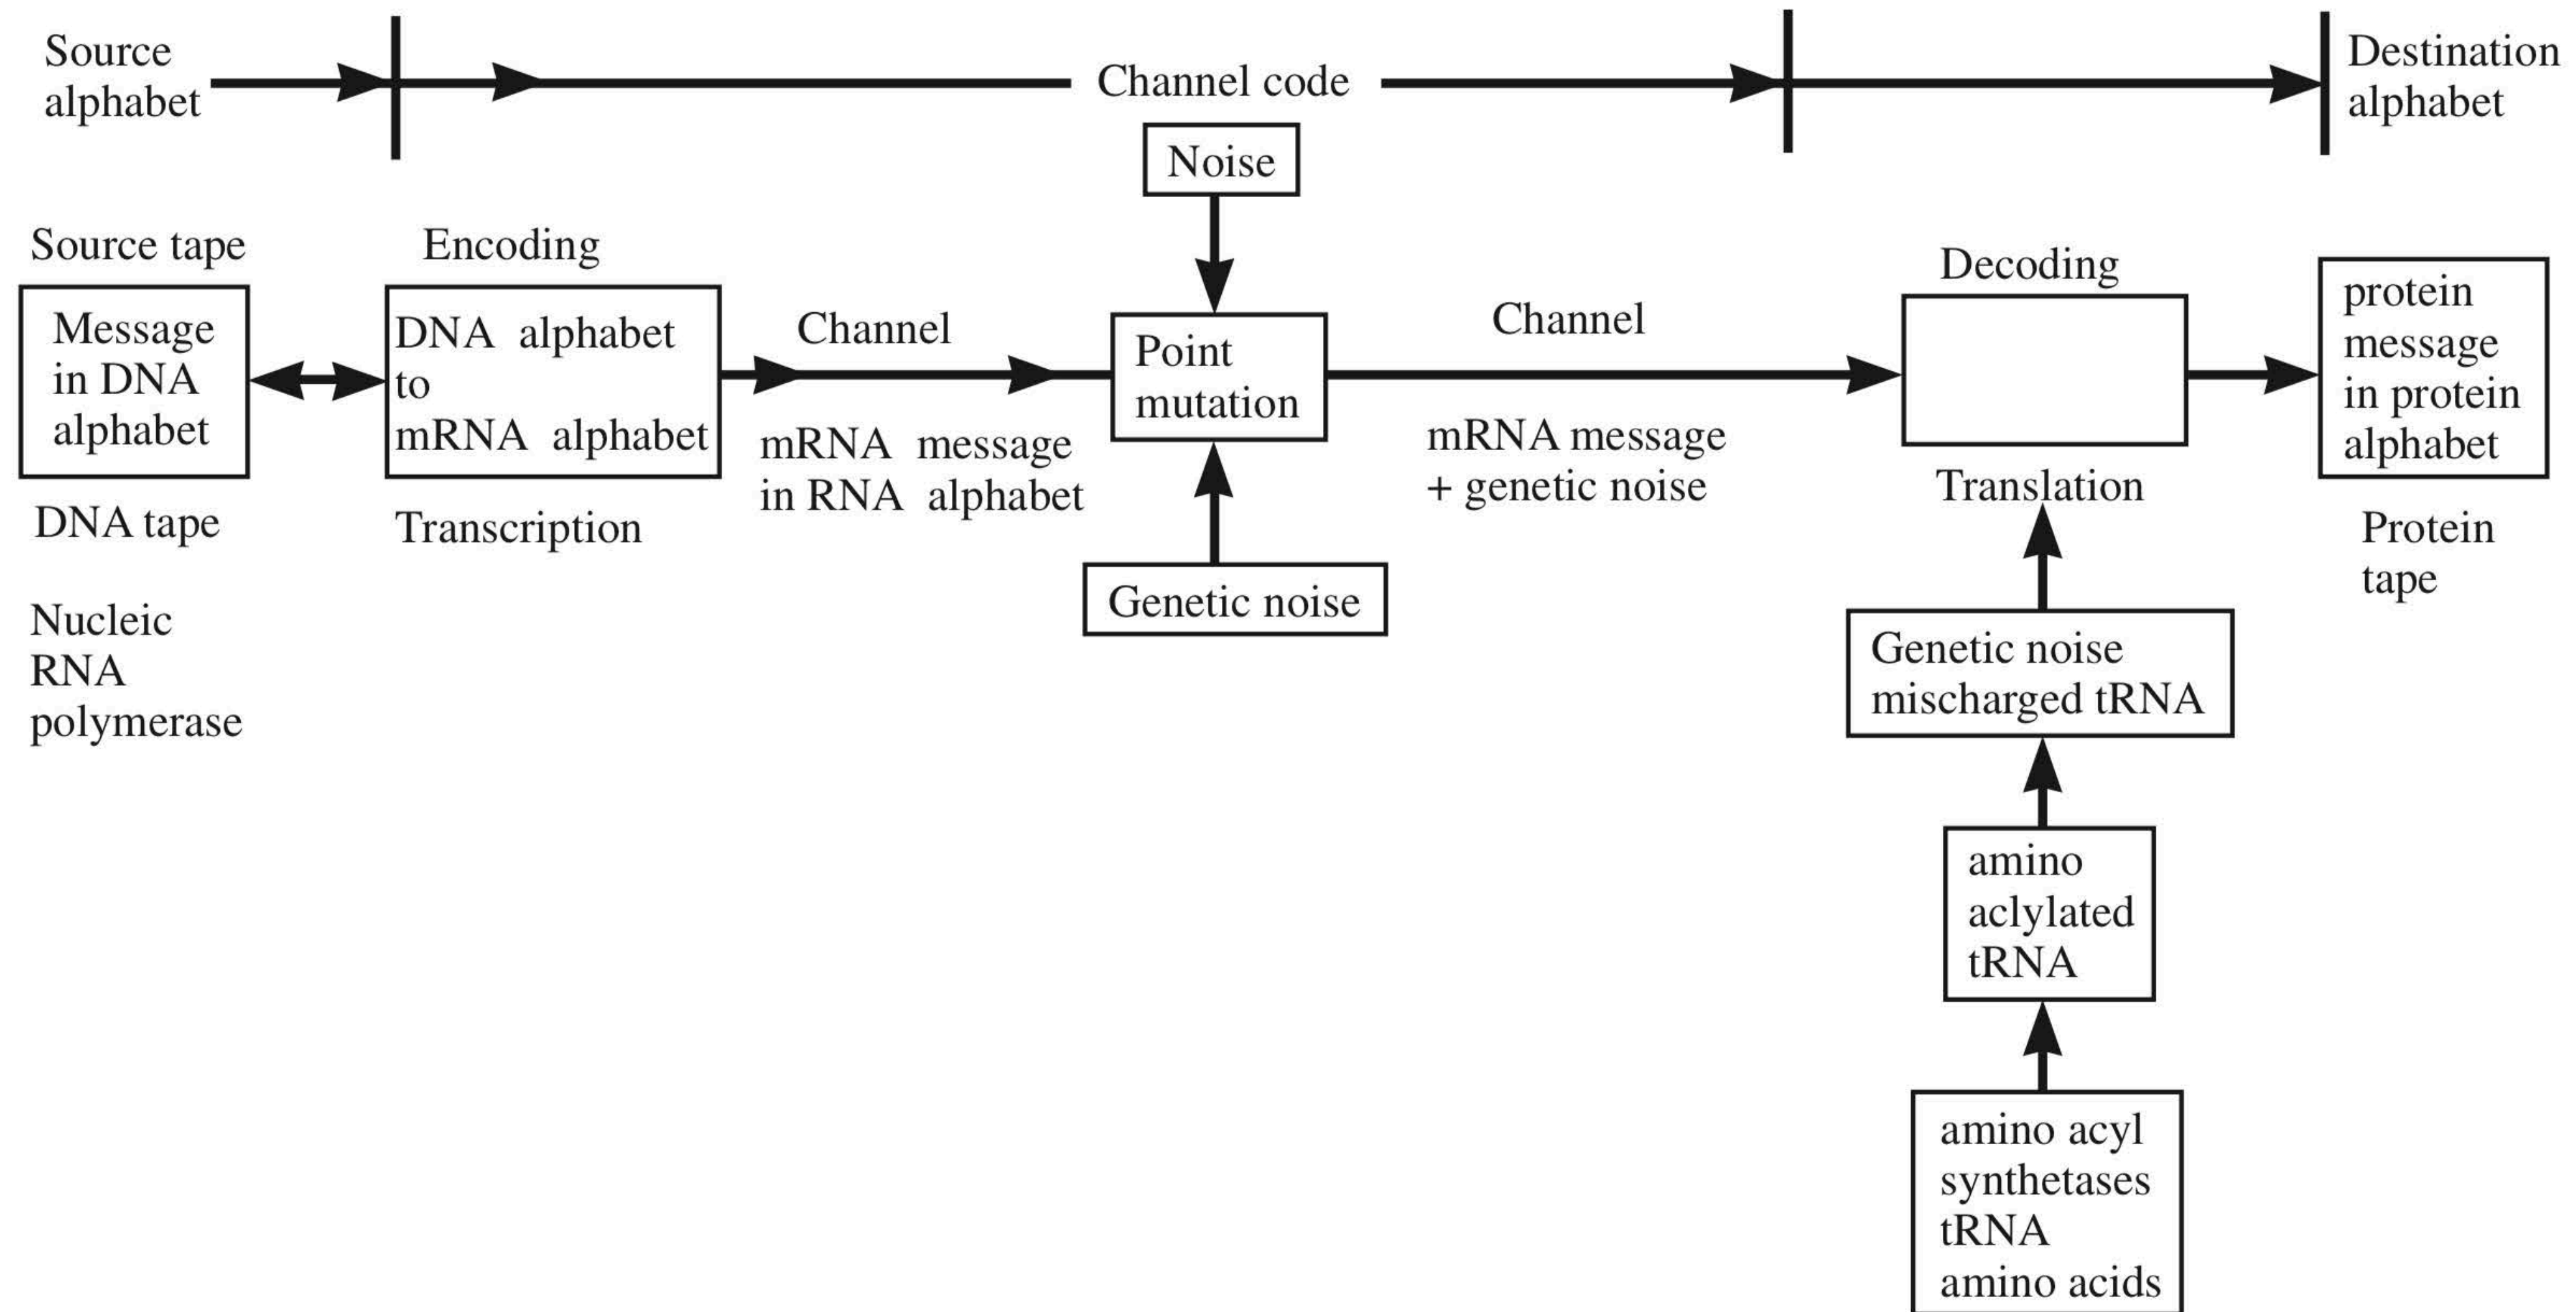 Source
alphabet
Channel code
Destination
alphabet
Noise
Source tape
Message
in DNA
alphabet
DNA tape
Nucleic
RNA
polymerase
Encoding
DNA alphabet
to
mRNA alphabet
Transcription
Channel
mRNA message
in RNA alphabet
Point
mutation
Genetic noise
Channel
mRNA message
+ genetic noise
Decoding
Translation
Genetic noise
mischarged tRNA
amino
aclylated
tRNA
amino acyl
synthetases
tRNA
amino acids
protein
message
in protein
alphabet
Protein
tape